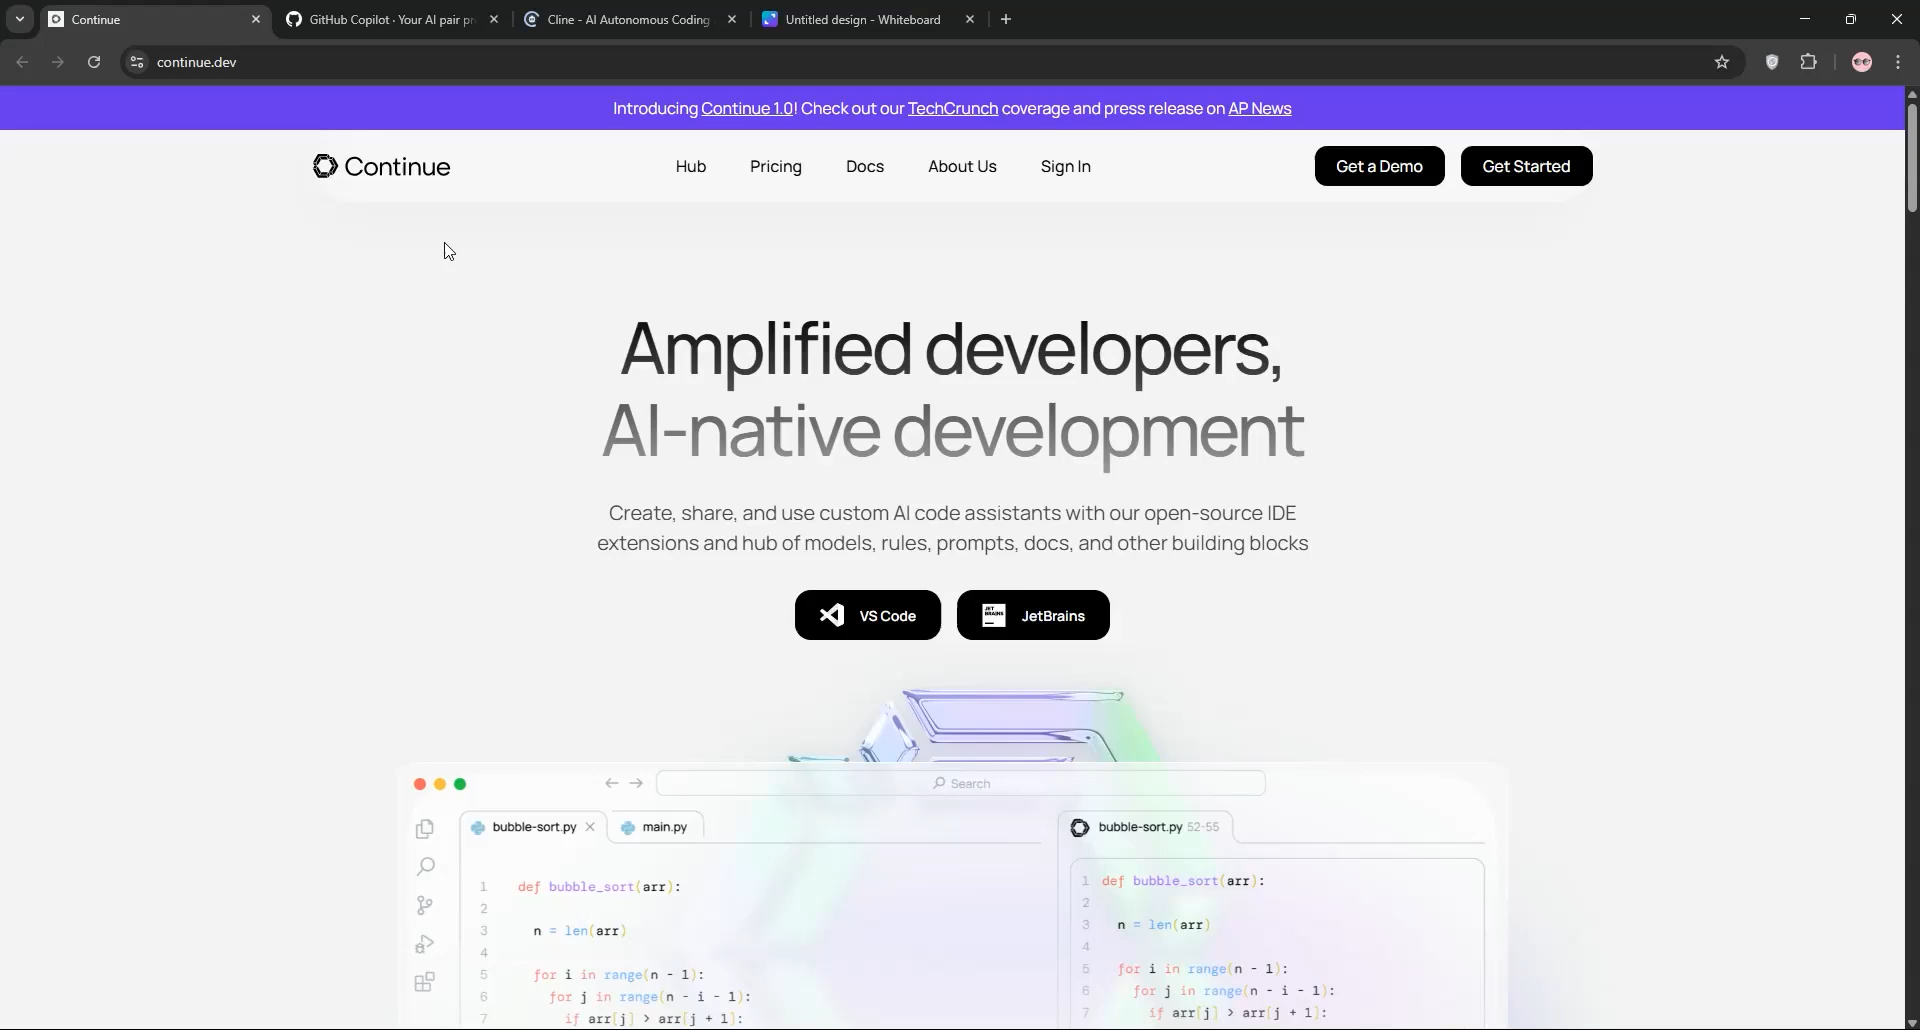 Continue
GitHub Copilot · Your AI pair pr
Cline - AI Autonomous Coding
Untitled design - Whiteboard
continue.dev
Introducing Continue 1.0! Check out our TechCrunch coverage and press release on AP News
Continue
Hub
Pricing
Docs
About Us
Sign In
Get a Demo
Get Started
Amplified developers,
AI-native development
Create, share, and use custom AI code assistants with our open-source IDE
extensions and hub of models, rules, prompts, docs, and other building blocks
VS Code
JET BRAINS
JetBrains
Search
bubble-sort.py
main.py
1 def bubble_sort(arr):
2
3 n = len(arr)
4
5 for i in range(n - 1):
6 for j in range(n - i - 1):
7 if arr[j] > arr[j + 1]:
bubble-sort.py 52-55
1 def bubble_sort(arr):
2
3 n = len(arr)
4
5 for i in range(n - 1):
6 for j in range(n - i - 1):
7 if arr[j] > arr[j + 1]: